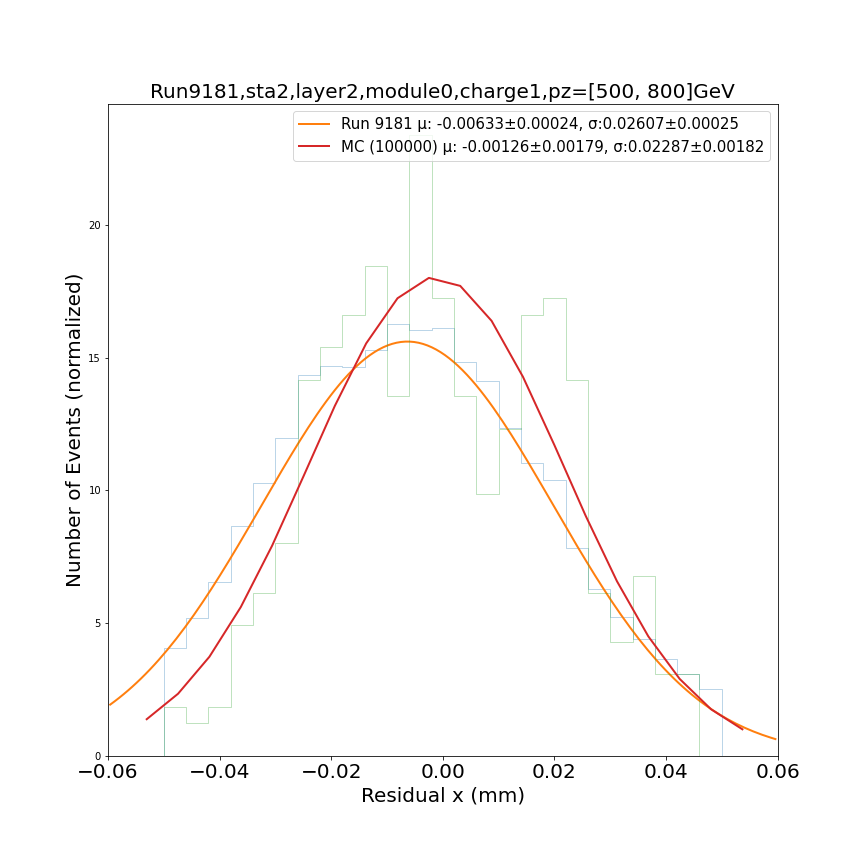 Run9181,sta2,layer2,module0,charge1,pz=[500, 800]GeV
Run 9181 μ: -0.00633±0.00024, σ:0.02607±0.00025
MC (100000) μ: -0.00126±0.00179, σ:0.02287±0.00182
Number of Events (normalized)
20
15
10
5
0
−0.06 −0.04 −0.02 0.00 0.02 0.04 0.06
Residual x (mm)